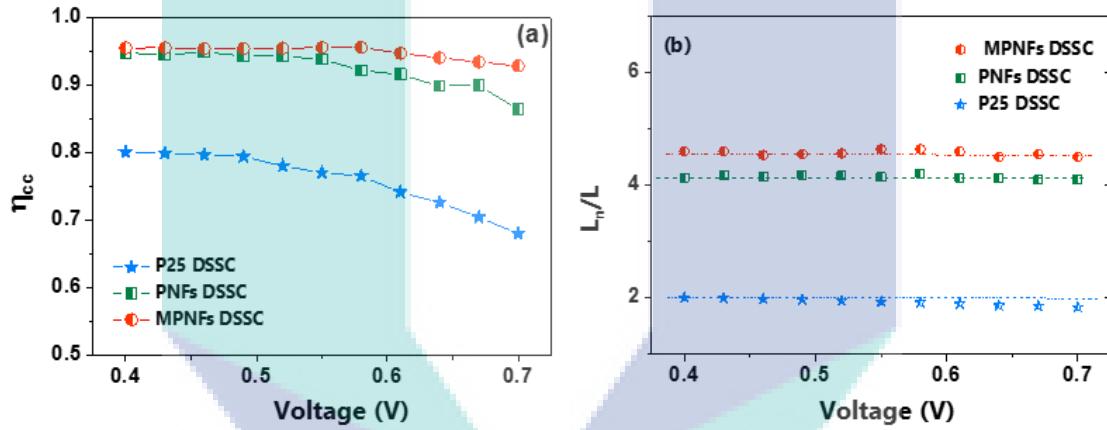 (a)
1.0
0.9
0.8
0.7
0.6
0.5
ηcc
P25 DSSC
PNFs DSSC
MPNFs DSSC
0.4 0.5 0.6 0.7
Voltage (V)
(b)
6
4
2
Ln/L
MPNFs DSSC
PNFs DSSC
P25 DSSC
0.4 0.5 0.6 0.7
Voltage (V)